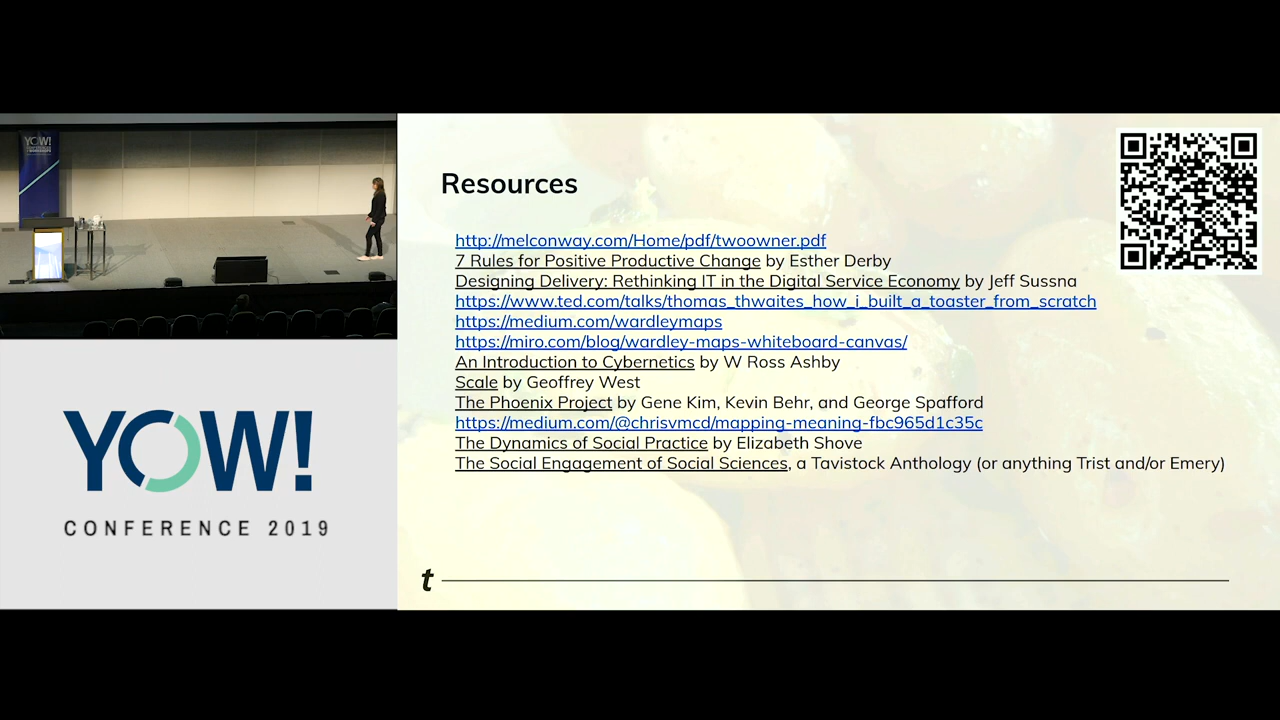 YOW!
YOW!
CONFERENCE 2019
Resources
http://melconway.com/Home/pdf/twoowner.pdf
7 Rules for Positive Productive Change by Esther Derby
Designing Delivery: Rethinking IT in the Digital Service Economy by Jeff Sussna
https://www.ted.com/talks/thomas_thwaites_how_i_built_a_toaster_from_scratch
https://medium.com/wardleymaps
https://miro.com/blog/wardley-maps-whiteboard-canvas/
An Introduction to Cybernetics by W Ross Ashby
Scale by Geoffrey West
The Phoenix Project by Gene Kim, Kevin Behr, and George Spafford
https://medium.com/@chrisvmcd/mapping-meaning-fbc965d1c35c
The Dynamics of Social Practice by Elizabeth Shove
The Social Engagement of Social Sciences, a Tavistock Anthology (or anything Trist and/or Emery)
t